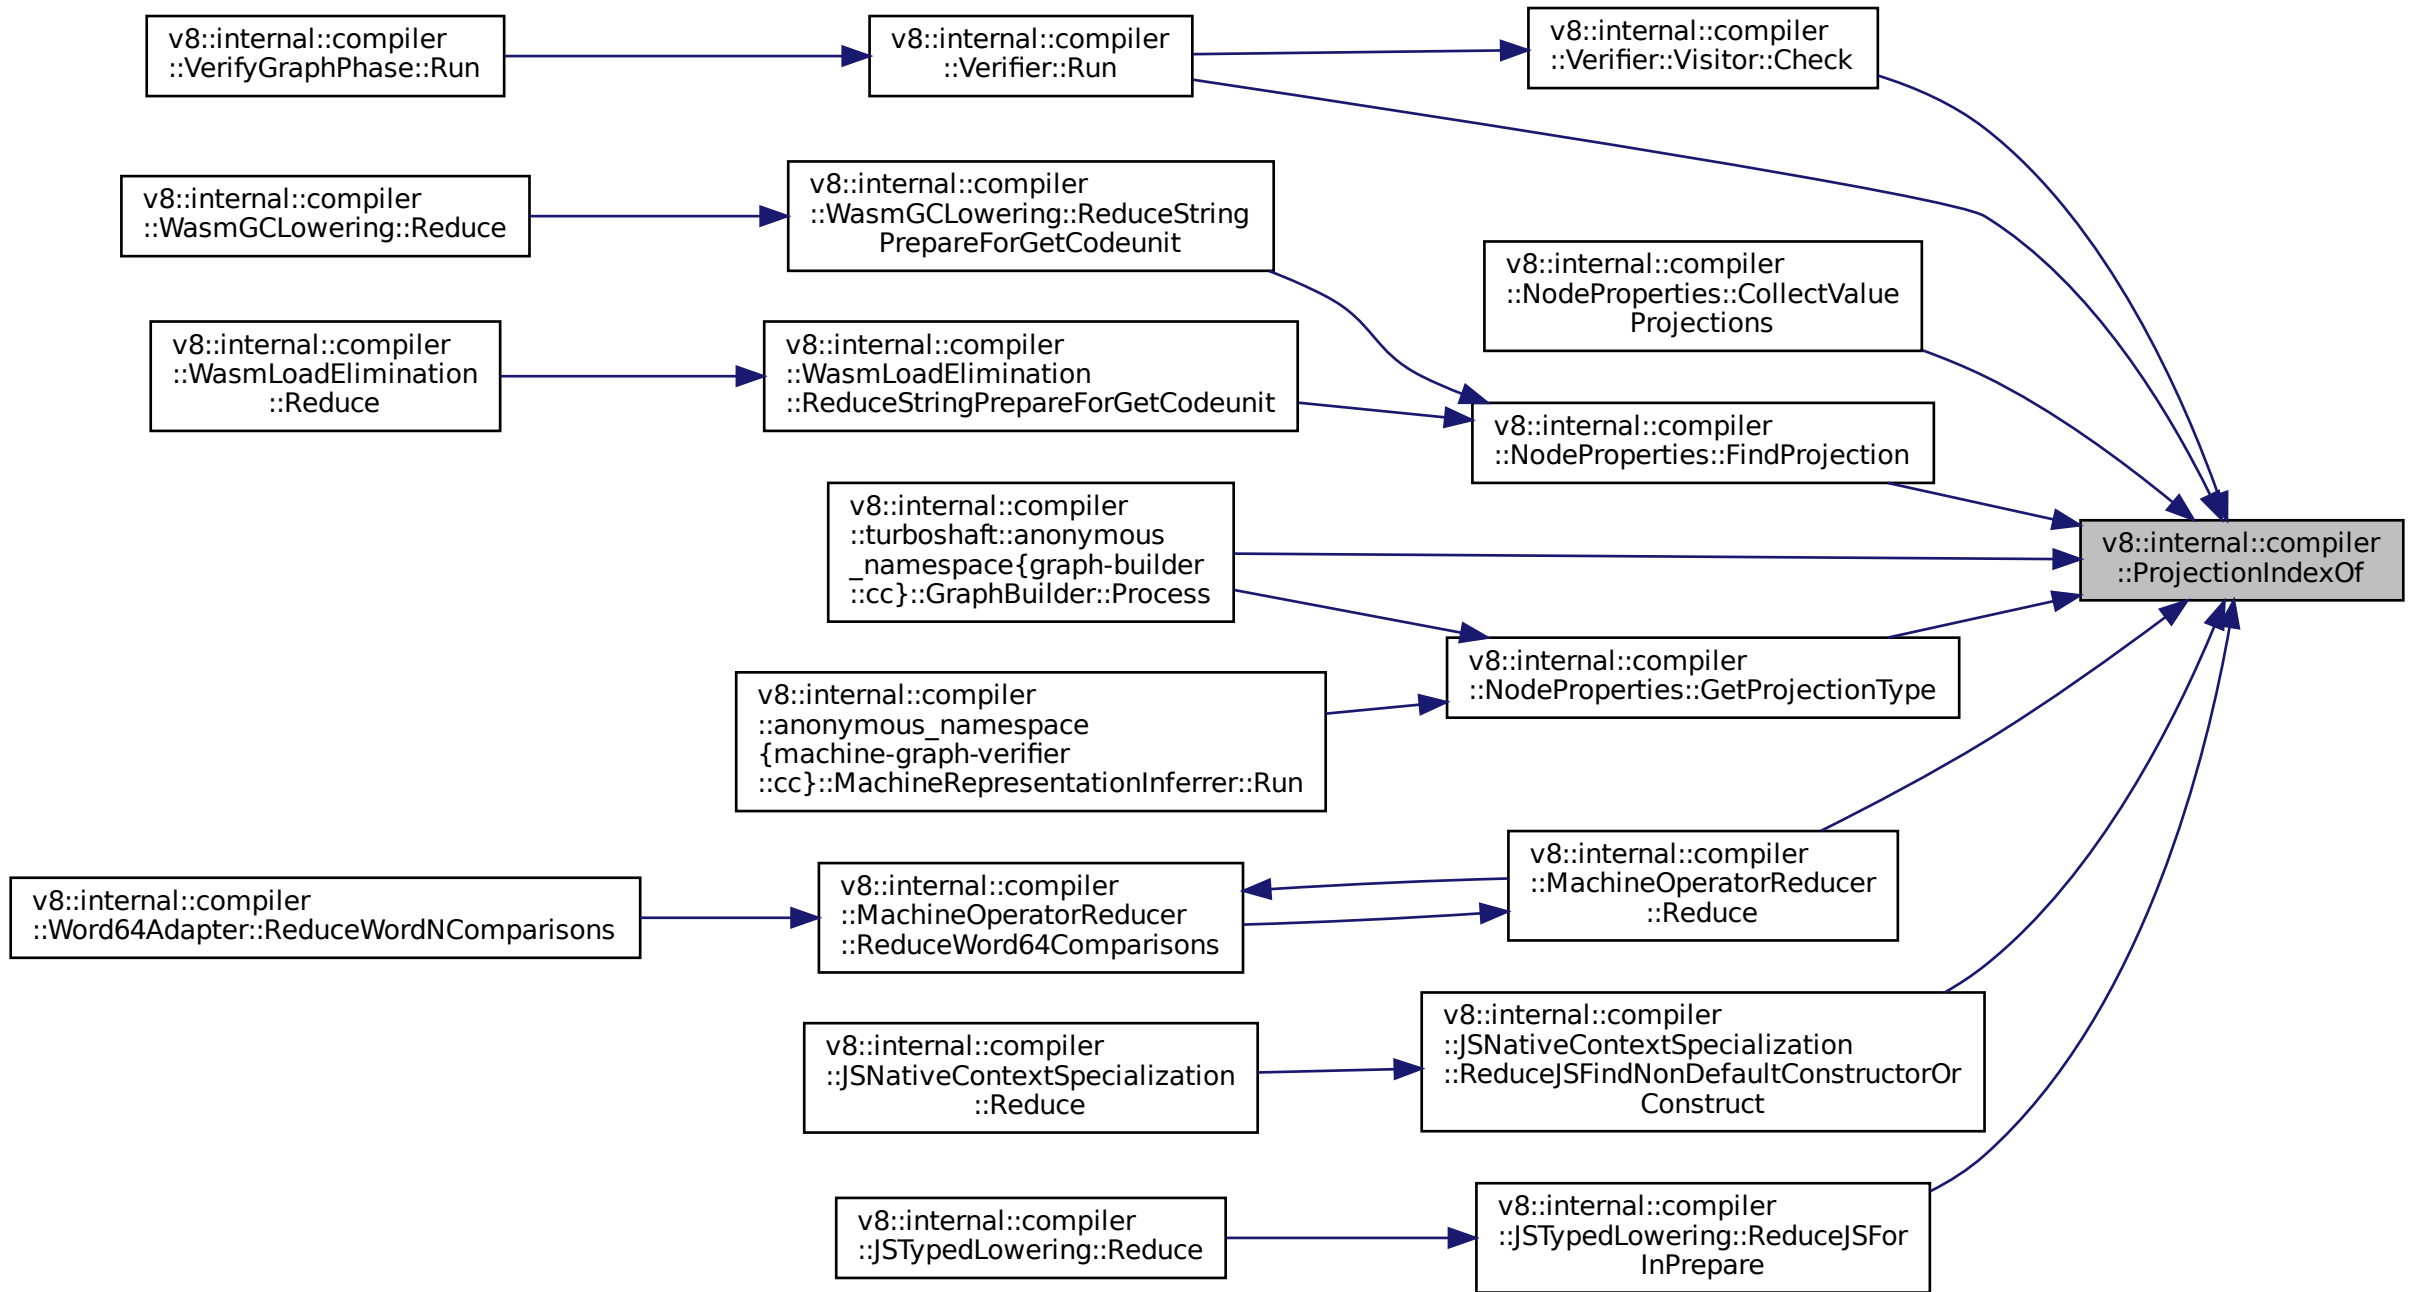 v8::internal::compiler
::VerifyGraphPhase::Run
v8::internal::compiler
::Verifier::Run
v8::internal::compiler
::Verifier::Visitor::Check
v8::internal::compiler
::WasmGCLowering::Reduce
v8::internal::compiler
::WasmGCLowering::ReduceString
PrepareForGetCodeunit
v8::internal::compiler
::NodeProperties::CollectValue
Projections
v8::internal::compiler
::WasmLoadElimination
::Reduce
v8::internal::compiler
::WasmLoadElimination
::ReduceStringPrepareForGetCodeunit
v8::internal::compiler
::NodeProperties::FindProjection
v8::internal::compiler
::turboshaft::anonymous
_namespace{graph-builder
::cc}::GraphBuilder::Process
v8::internal::compiler
::ProjectionIndexOf
v8::internal::compiler
::NodeProperties::GetProjectionType
v8::internal::compiler
::anonymous_namespace
{machine-graph-verifier
::cc}::MachineRepresentationInferrer::Run
v8::internal::compiler
::Word64Adapter::ReduceWordNComparisons
v8::internal::compiler
::MachineOperatorReducer
::ReduceWord64Comparisons
v8::internal::compiler
::MachineOperatorReducer
::Reduce
v8::internal::compiler
::JSNativeContextSpecialization
::Reduce
v8::internal::compiler
::JSNativeContextSpecialization
::ReduceJSFindNonDefaultConstructorOr
Construct
v8::internal::compiler
::JSTypedLowering::Reduce
v8::internal::compiler
::JSTypedLowering::ReduceJSFor
InPrepare